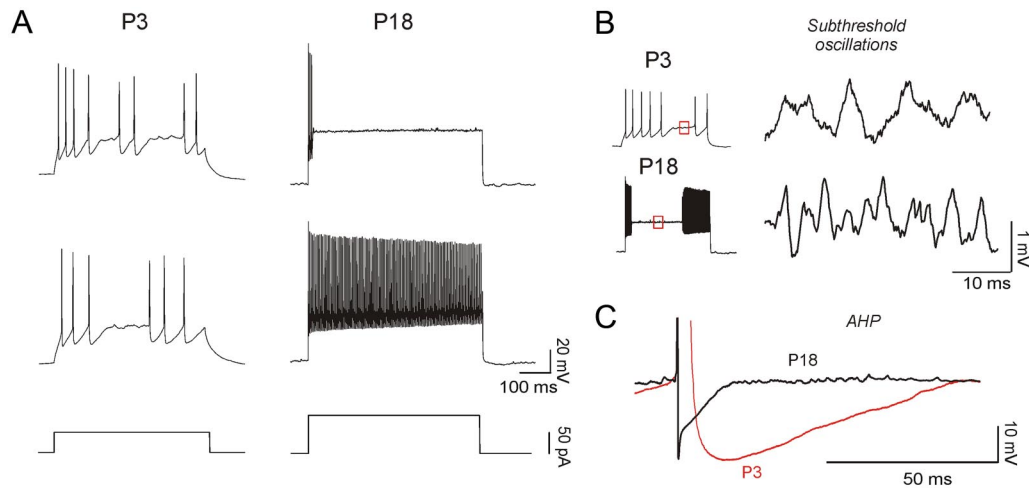 A
P3
P18
20 mV
100 ms
50 pA
B
Subthreshold
oscillations
P3
P18
1 mV
10 ms
C
AHP
P18
P3
10 mV
50 ms